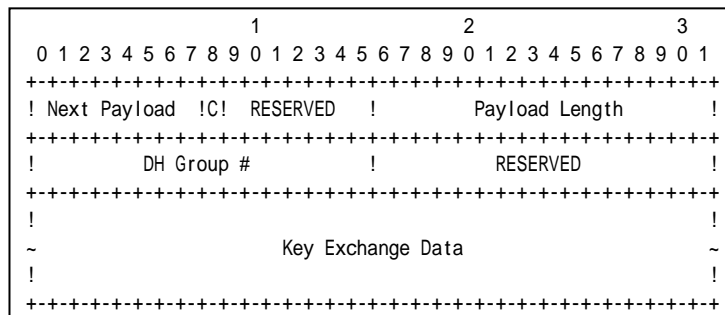 1                   2                   3
 0 1 2 3 4 5 6 7 8 9 0 1 2 3 4 5 6 7 8 9 0 1 2 3 4 5 6 7 8 9 0 1
+-+-+-+-+-+-+-+-+-+-+-+-+-+-+-+-+-+-+-+-+-+-+-+-+-+-+-+-+-+-+-+-+
! Next Payload  !C!  RESERVED   !         Payload Length        !
+-+-+-+-+-+-+-+-+-+-+-+-+-+-+-+-+-+-+-+-+-+-+-+-+-+-+-+-+-+-+-+-+
!          DH Group #           !           RESERVED            !
+-+-+-+-+-+-+-+-+-+-+-+-+-+-+-+-+-+-+-+-+-+-+-+-+-+-+-+-+-+-+-+-+
!                                                               !
~                       Key Exchange Data                       ~
!                                                               !
+-+-+-+-+-+-+-+-+-+-+-+-+-+-+-+-+-+-+-+-+-+-+-+-+-+-+-+-+-+-+-+-+